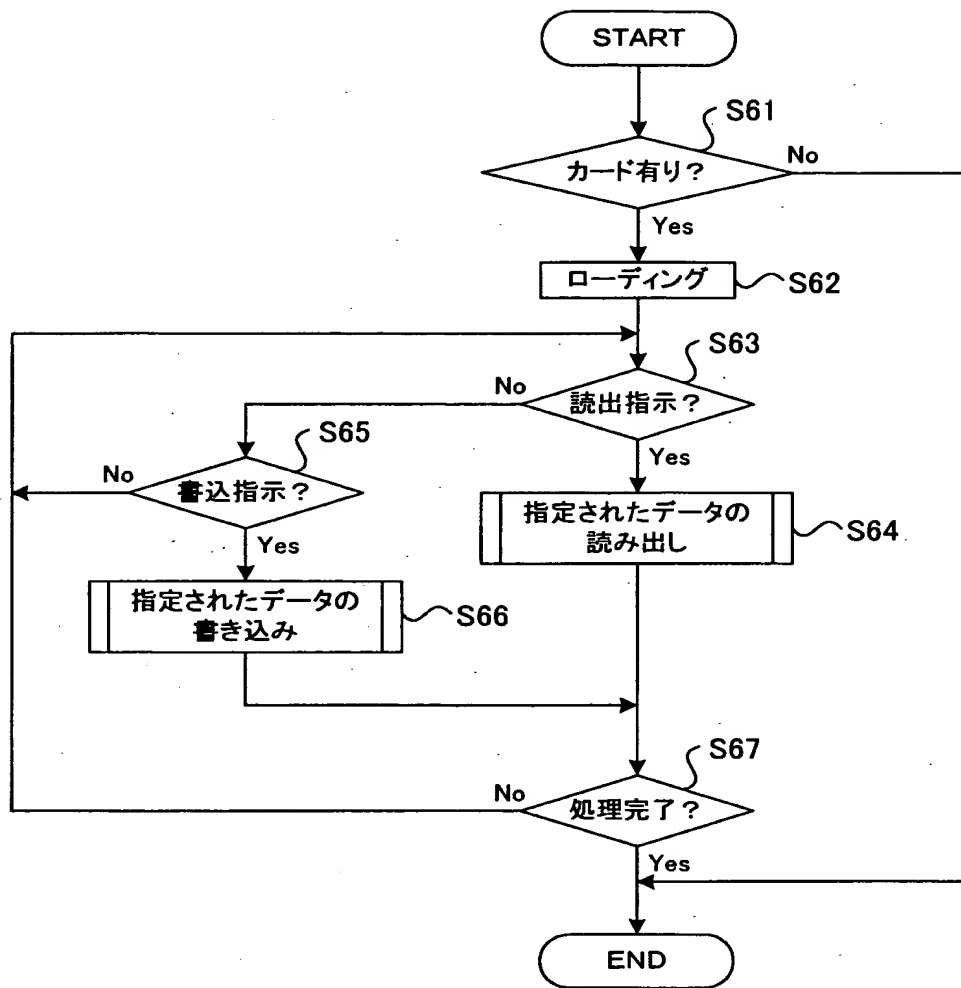 START
S61
カード有り？
No
Yes
ローディング
S62
S63
No
読出指示？
S65
Yes
No
書込指示？
指定されたデータの
読み出し
S64
Yes
指定されたデータの
書き込み
S66
S67
No
処理完了？
Yes
END